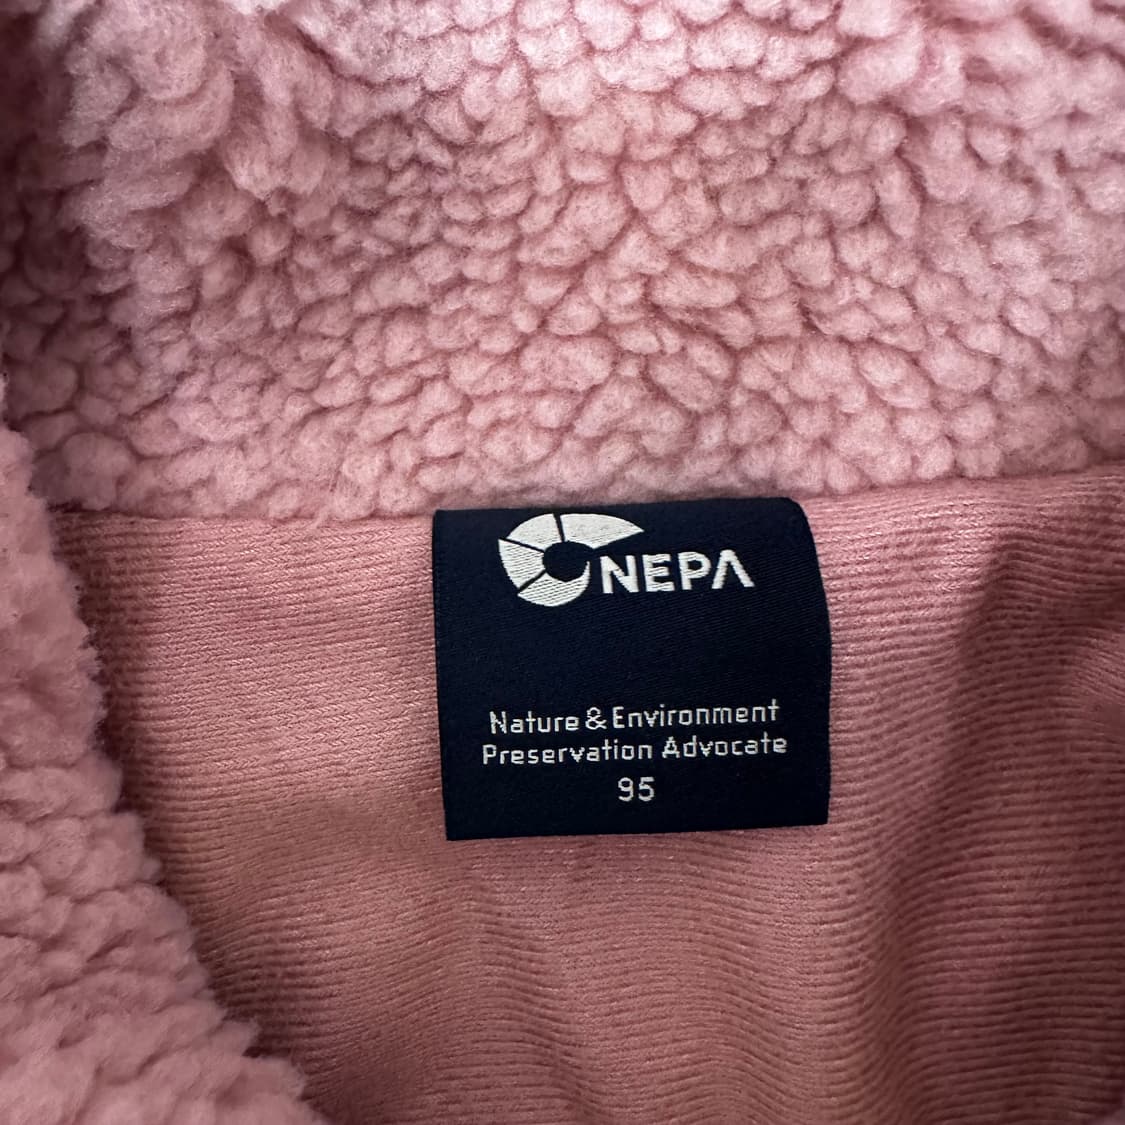 NEPA
Nature & Environment
Preservation Advocate
95